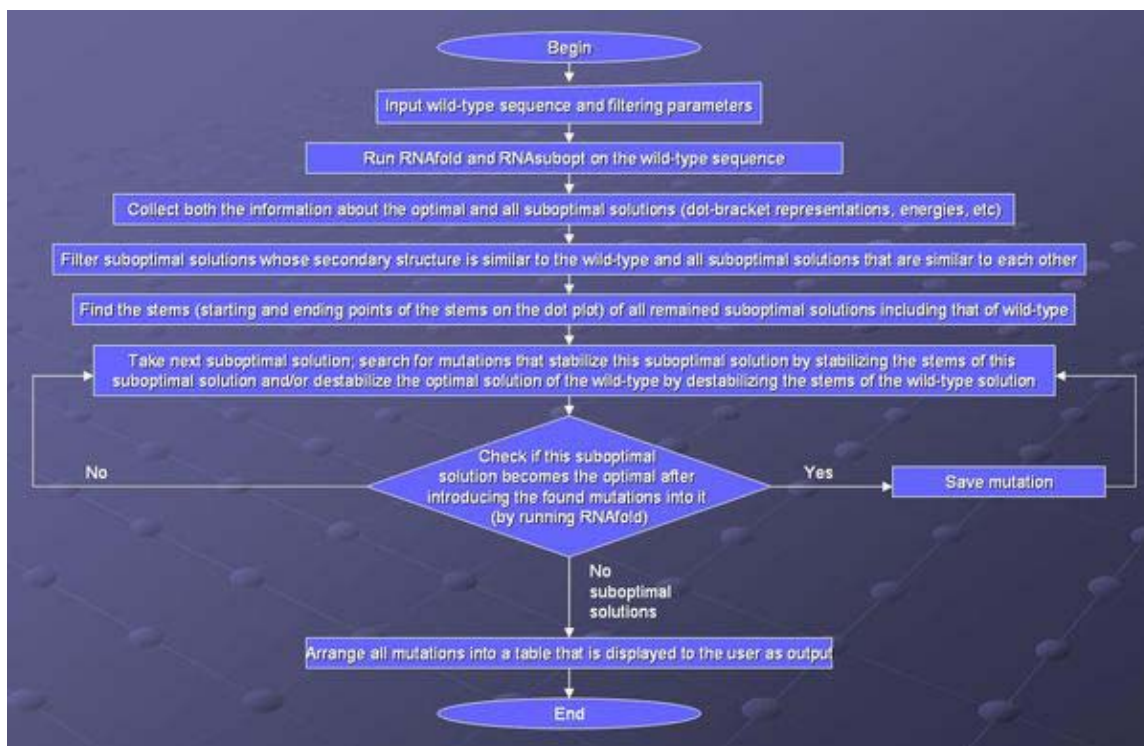 Begin
Input wild-type sequence and filtering parameters
Run RNAfold and RNAsubopt on the wild-type sequence
Collect both the information about the optimal and all suboptimal solutions (dot-bracket representations, energies, etc)
Filter suboptimal solutions whose secondary structure is similar to the wild-type and all suboptimal solutions that are similar to each other
Find the stems (starting and ending points of the stems on the dot plot) of all remained suboptimal solutions including that of wild-type
Take next suboptimal solution; search for mutations that stabilize this suboptimal solution by stabilizing the stems of this
suboptimal solution and/or destabilize the optimal solution of the wild-type by destabilizing the stems of the wild-type solution
Check if this suboptimal
solution becomes the optimal after
introducing the found mutations into it
(by running RNAfold)
No
Yes
Save mutation
No
suboptimal
solutions
Arrange all mutations into a table that is displayed to the user as output
End